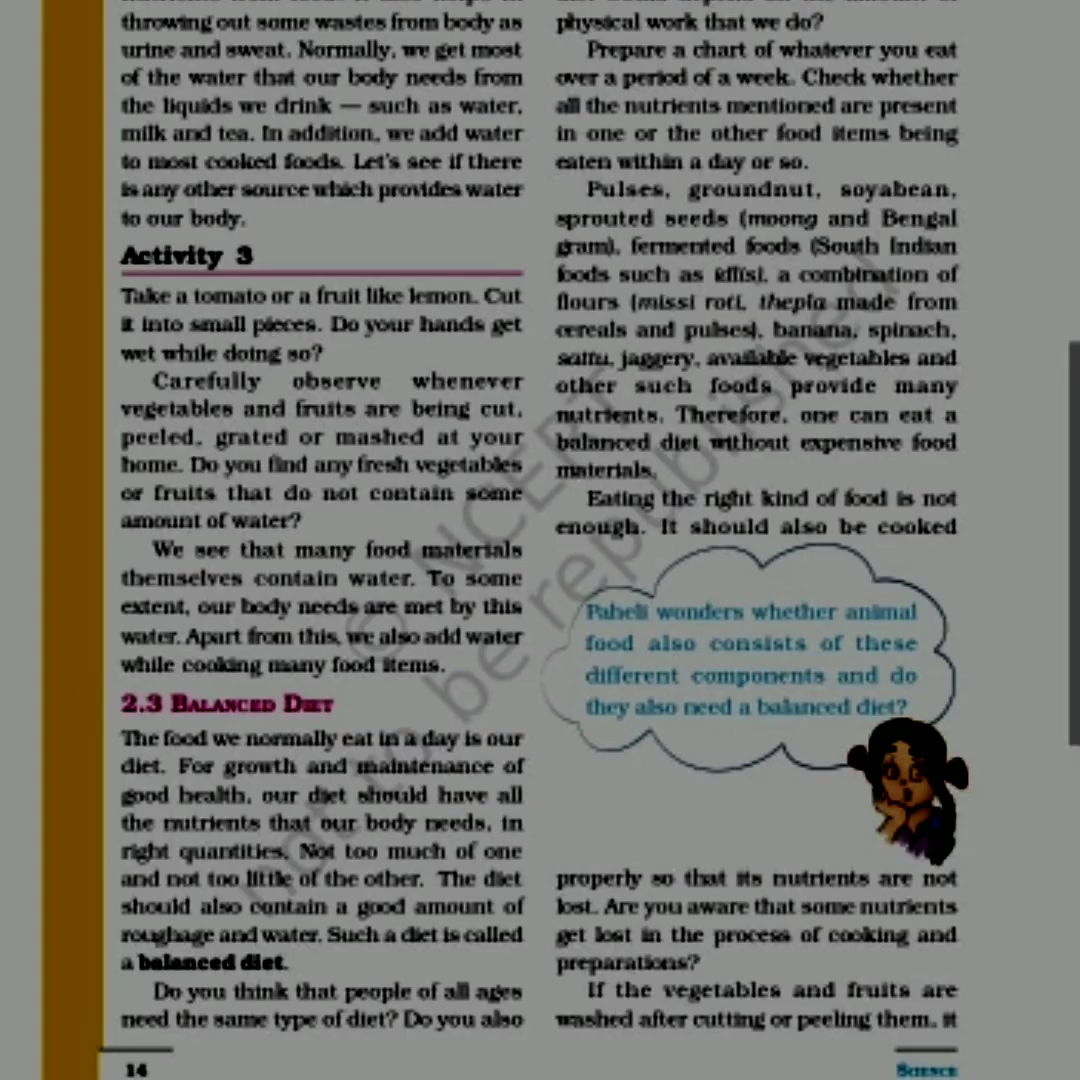 throwing out some wastes from body as
urine and sweat. Normally, we get most
of the water that our body needs from
the liquids we drink — such as water,
milk and tea. In addition, we add water
to most cooked foods. Let's see if there
is any other source which provides water
to our body.
Activity 3
Take a tomato or a fruit like lemon. Cut
it into small pieces. Do your hands get
wet while doing so?
Carefully observe whenever
vegetables and fruits are being cut,
peeled, grated or mashed at your
home. Do you find any fresh vegetables
or fruits that do not contain some
amount of water?
We see that many food materials
themselves contain water. To some
extent, our body needs are met by this
water. Apart from this, we also add water
while cooking many food items.
2.3 BALANCED DIET
The food we normally eat in a day is our
diet. For growth and maintenance of
good health, our diet should have all
the nutrients that our body needs, in
right quantities. Not too much of one
and not too little of the other. The diet
should also contain a good amount of
roughage and water. Such a diet is called
a balanced diet.
Do you think that people of all ages
need the same type of diet? Do you also
physical work that we do?
Prepare a chart of whatever you eat
over a period of a week. Check whether
all the nutrients mentioned are present
in one or the other food items being
eaten within a day or so.
Pulses, groundnut, soyabean,
sprouted seeds (moong and Bengal
gram), fermented foods (South Indian
foods such as idlis), a combination of
flours (missi roti, thepla made from
cereals and pulses), banana, spinach,
sattu, jaggery, available vegetables and
other such foods provide many
nutrients. Therefore, one can eat a
balanced diet without expensive food
materials.
Eating the right kind of food is not
enough. It should also be cooked
Paheli wonders whether animal
food also consists of these
different components and do
they also need a balanced diet?
properly so that its nutrients are not
lost. Are you aware that some nutrients
get lost in the process of cooking and
preparations?
If the vegetables and fruits are
washed after cutting or peeling them, it
14
SCIENCE
© NCERT
not to be republished